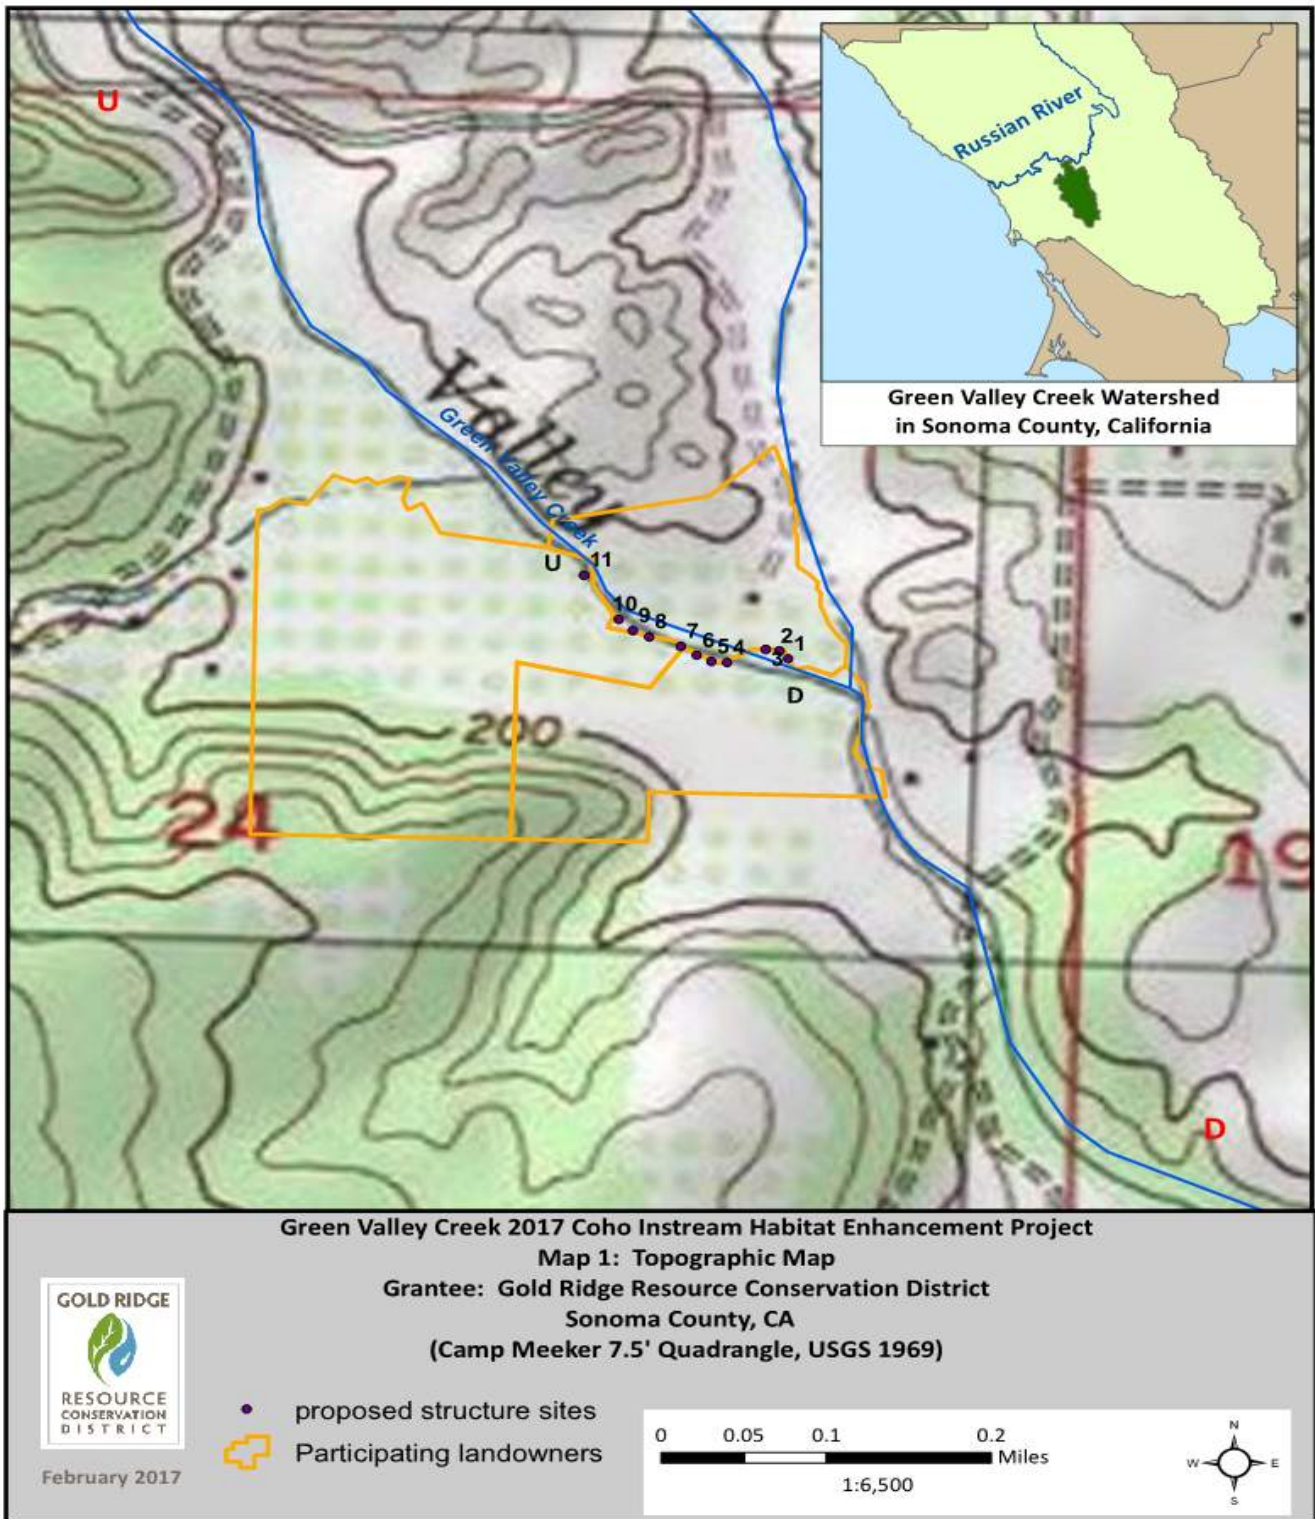 U
Russian River
Green Valley Creek Watershed
in Sonoma County, California
Valley
Green Valley Creek
U
11
10
9
8
7
6
5
4
2
1
3
D
200
24
19
D
Green Valley Creek 2017 Coho Instream Habitat Enhancement Project
Map 1: Topographic Map
Grantee: Gold Ridge Resource Conservation District
Sonoma County, CA
(Camp Meeker 7.5' Quadrangle, USGS 1969)
GOLD RIDGE
RESOURCE
CONSERVATION
DISTRICT
February 2017
proposed structure sites
Participating landowners
0 0.05 0.1 0.2
Miles
1:6,500
N
W E
S